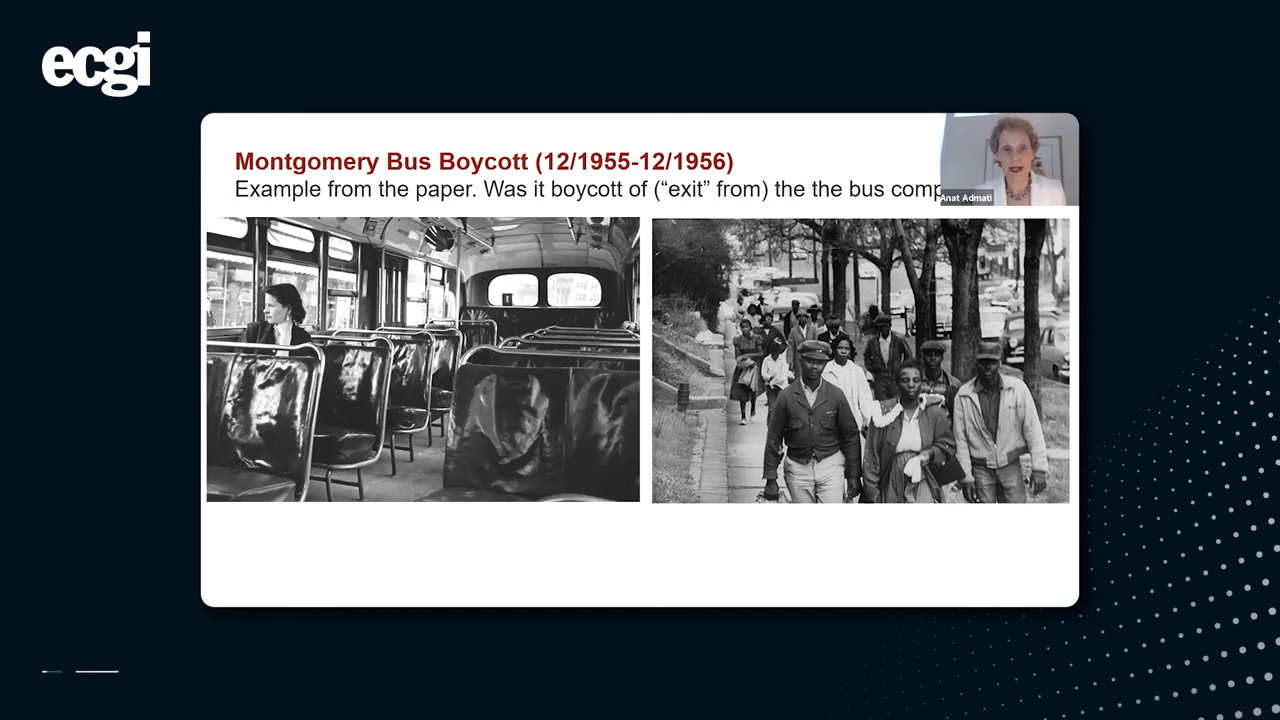 ecgi
Montgomery Bus Boycott (12/1955-12/1956)
Example from the paper. Was it boycott of (“exit” from) the the bus comp
Anat Admati